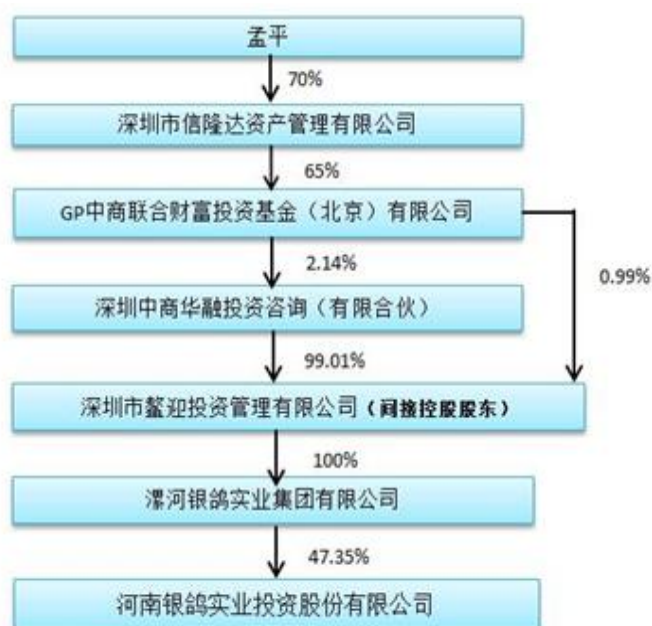 孟平
70%
深圳市信隆达资产管理有限公司
65%
GP中商联合财富投资基金（北京）有限公司
2.14%
0.99%
深圳中商华融投资咨询（有限合伙）
99.01%
深圳市鳌迎投资管理有限公司（间接控股股东）
100%
漯河银鸽实业集团有限公司
47.35%
河南银鸽实业投资股份有限公司